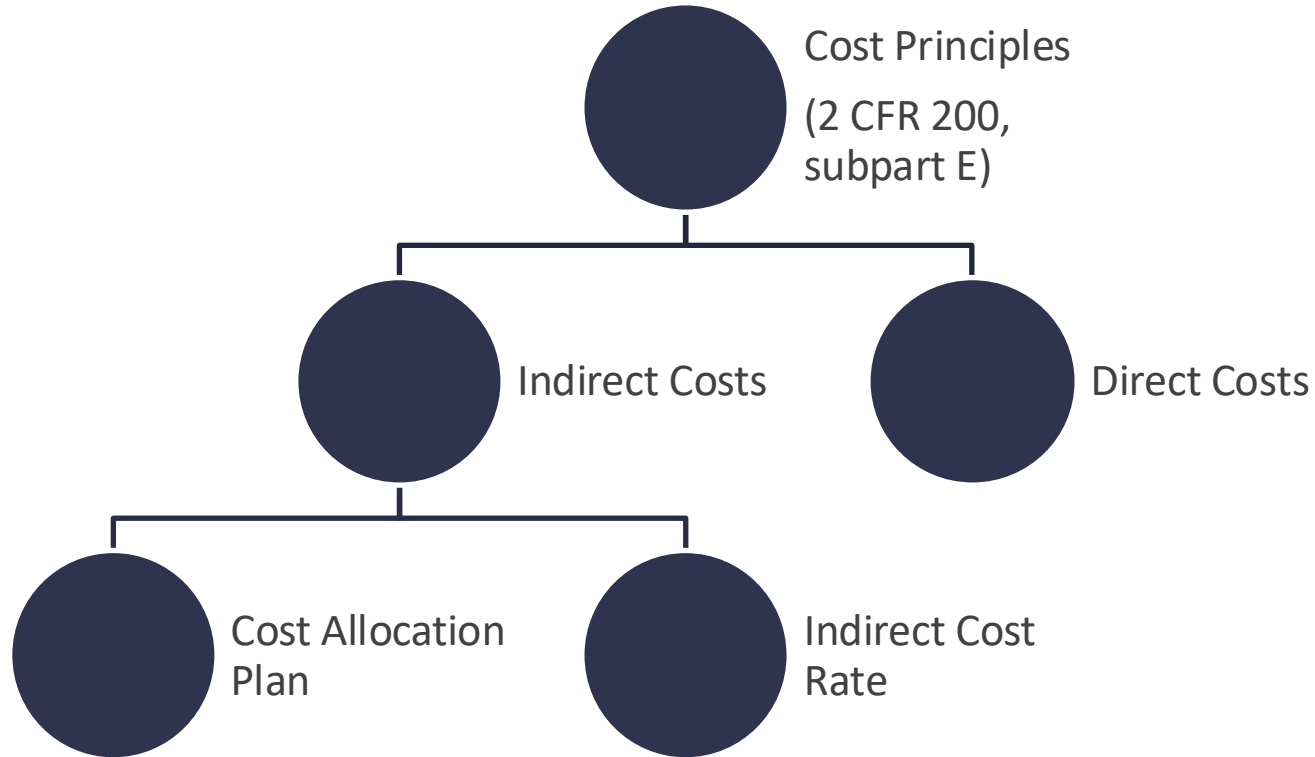 Cost Principles
(2 CFR 200,
subpart E)
Indirect Costs
Direct Costs
Cost Allocation
Plan
Indirect Cost
Rate